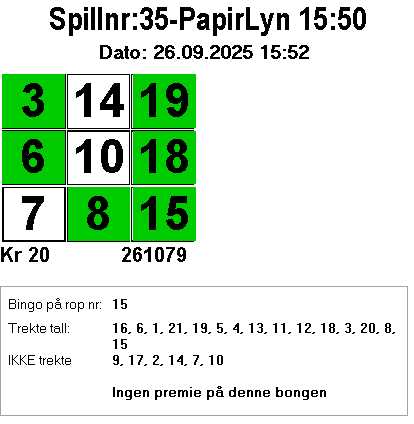 Spillnr:35-PapirLyn 15:50
Dato: 26.09.2025 15:52
3 14 19
6 10 18
7 8 15
Kr 20 261079
Bingo på rop nr: 15
Trekte tall: 16, 6, 1, 21, 19, 5, 4, 13, 11, 12, 18, 3, 20, 8,
15
IKKE trekte 9, 17, 2, 14, 7, 10
Ingen premie på denne bongen